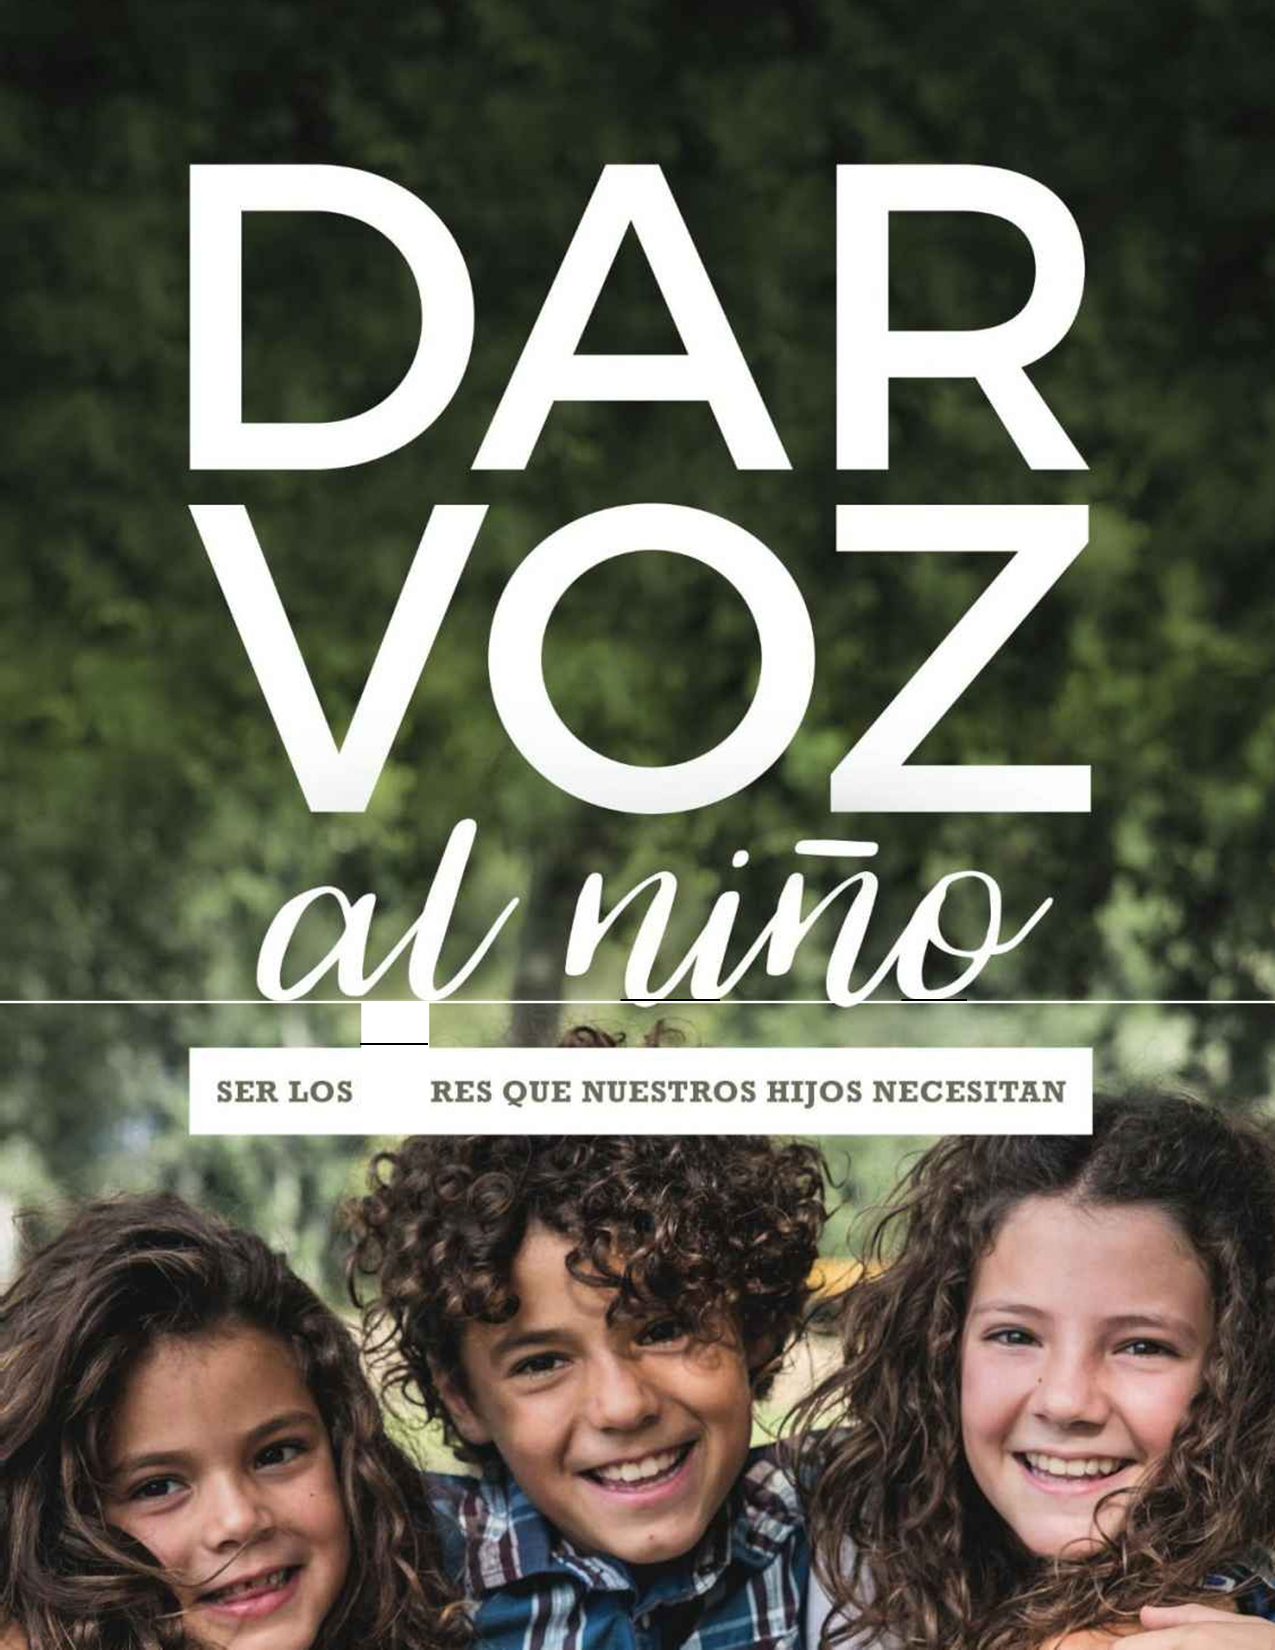 DAR
VOZ
al niño
SER LOS RES QUE NUESTROS HIJOS NECESITAN